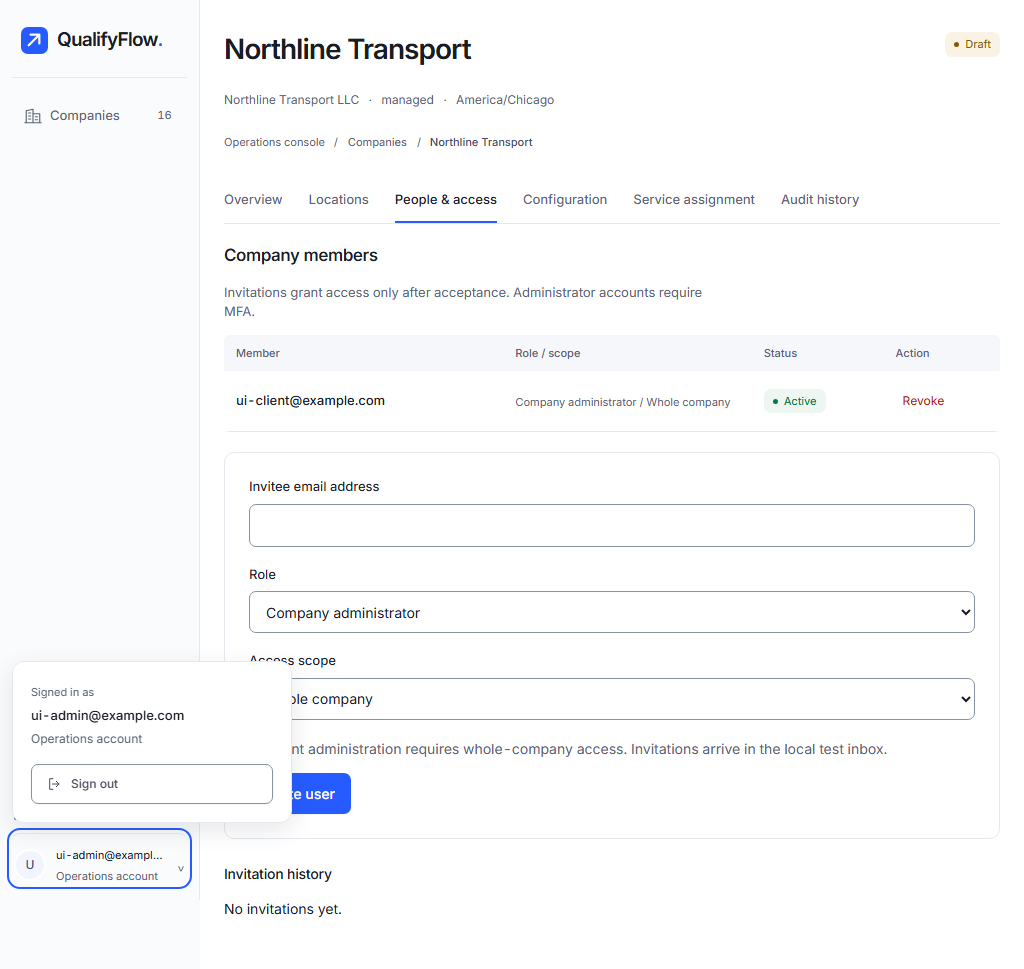 QualifyFlow.
Companies 16
Northline Transport
Draft
Northline Transport LLC · managed · America/Chicago
Operations console / Companies / Northline Transport
Overview Locations People & access Configuration Service assignment Audit history
Company members
Invitations grant access only after acceptance. Administrator accounts require
MFA.
Member Role / scope Status Action
ui-client@example.com Company administrator / Whole company Active Revoke
Invitee email address
Role
Company administrator
Access scope
ole company
nt administration requires whole-company access. Invitations arrive in the local test inbox.
te user
Signed in as
ui-admin@example.com
Operations account
Sign out
U
ui-admin@exampl...
Operations account
Invitation history
No invitations yet.